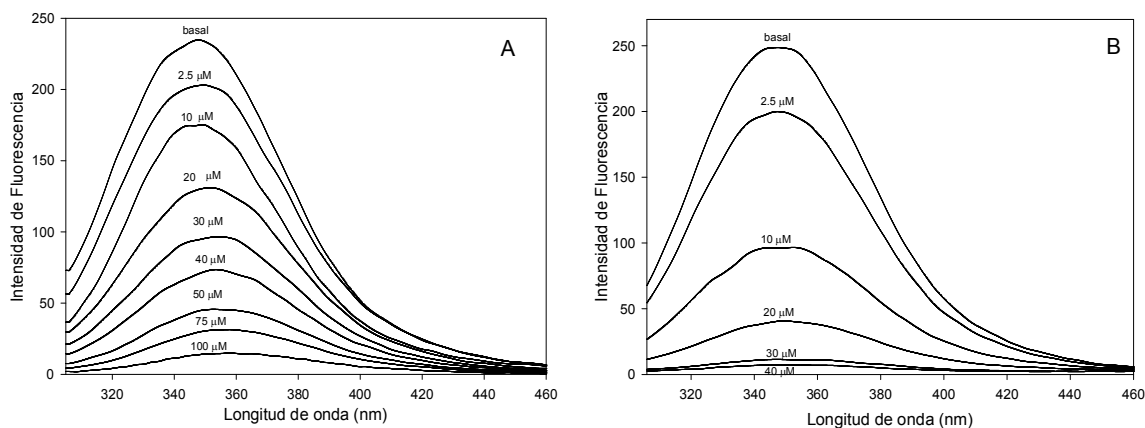 A
Intensidad de Fluorescencia
250
200
150
100
50
0
basal
2.5 μM
10 μM
20 μM
30 μM
40 μM
50 μM
75 μM
100 μM
320 340 360 380 400 420 440 460
Longitud de onda (nm)
B
Intensidad de Fluorescencia
250
200
150
100
50
0
basal
2.5 μM
10 μM
20 μM
30 μM
40 μM
320 340 360 380 400 420 440 460
Longitud de onda (nm)